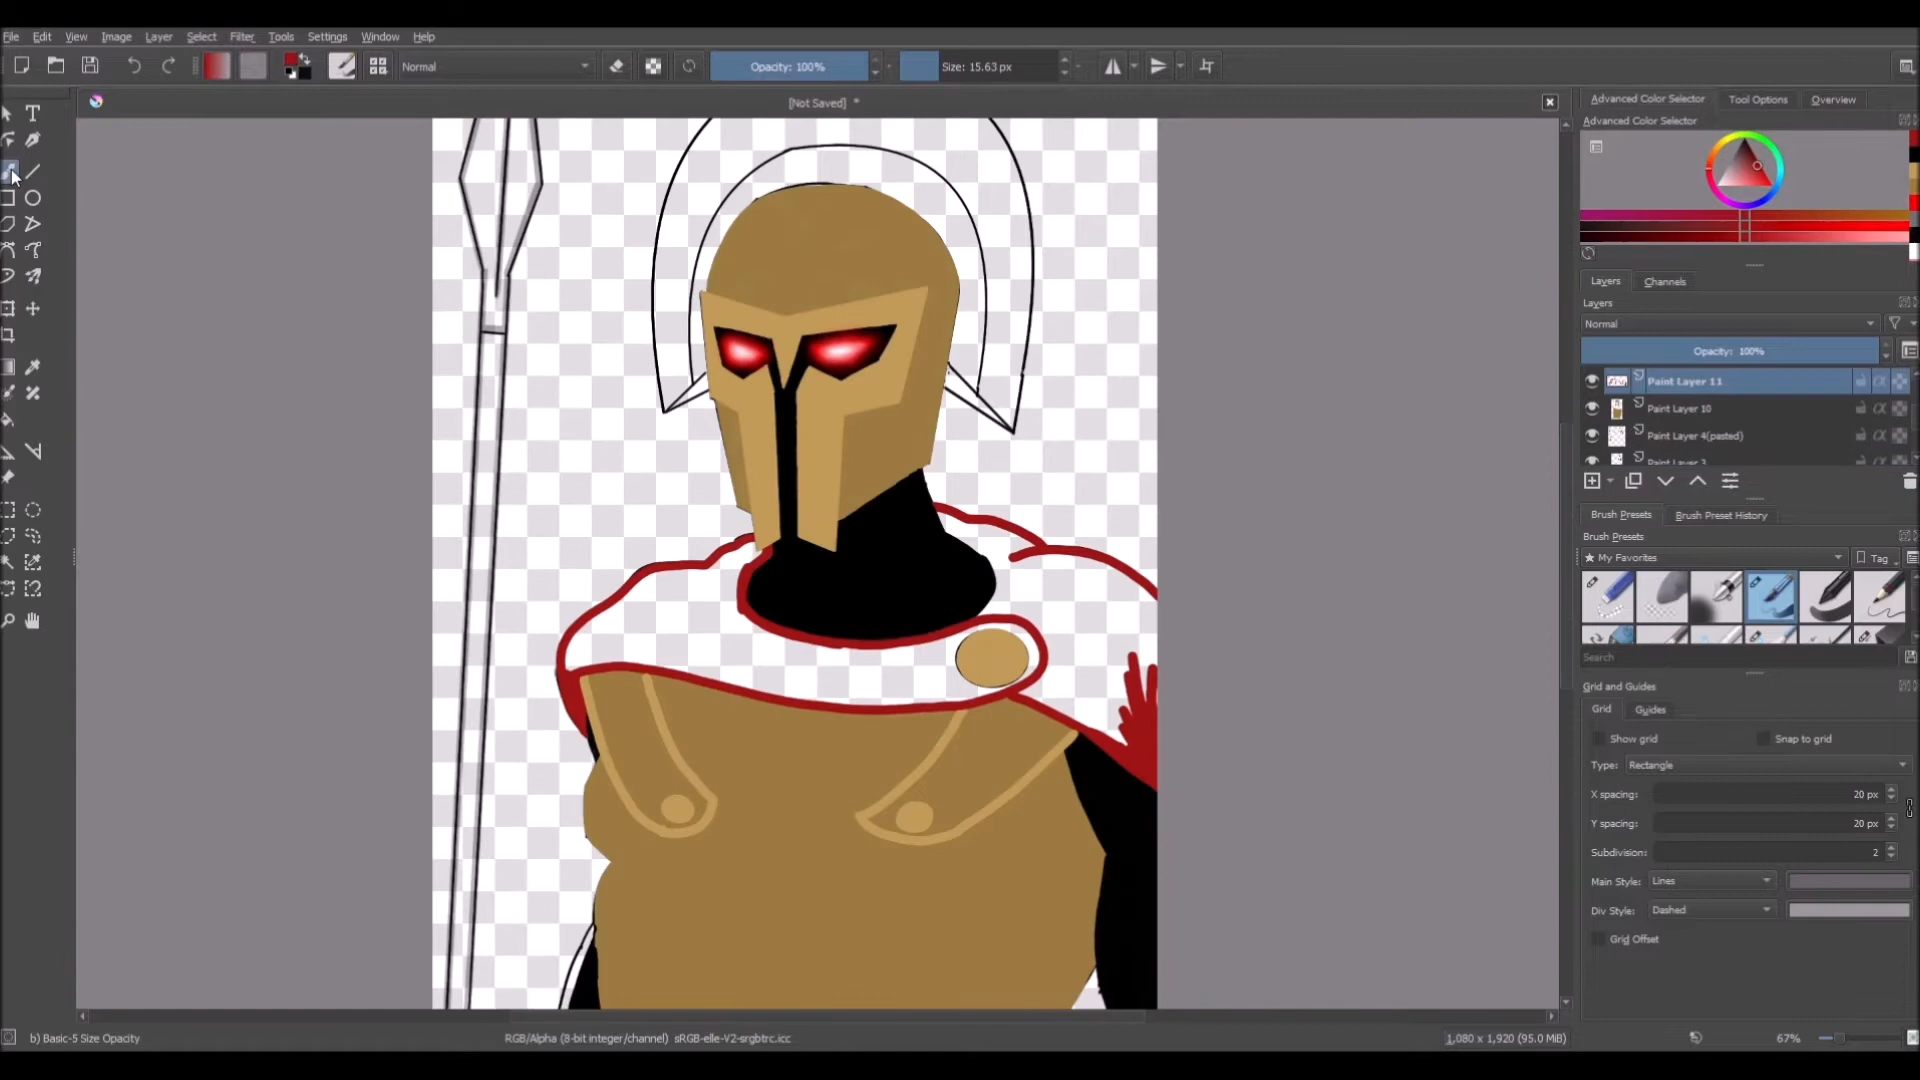 File Edit View Image Layer Select Filter Tools Settings Window Help
Normal Opacity: 100% Size: 15.63 px
[Not Saved] *
Advanced Color Selector Tool Options Overview
Advanced Color Selector
Layers Channels
Layers
Normal
Opacity: 100%
Paint Layer 11
Paint Layer 10
Paint Layer 4(pasted)
Paint Layer 3
Brush Presets Brush Preset History
Brush Presets
★ My Favorites Tag
Search
Grid and Guides
Grid Guides
Show grid Snap to grid
Type: Rectangle
X spacing: 20 px
Y spacing: 20 px
Subdivision: 2
Main Style: Lines
Div Style: Dashed
Grid Offset
b) Basic-5 Size Opacity RGB/Alpha (8-bit integer/channel) sRGB-elle-V2-srgbtrc.icc 1,080 x 1,920 (95.0 MiB) 67%